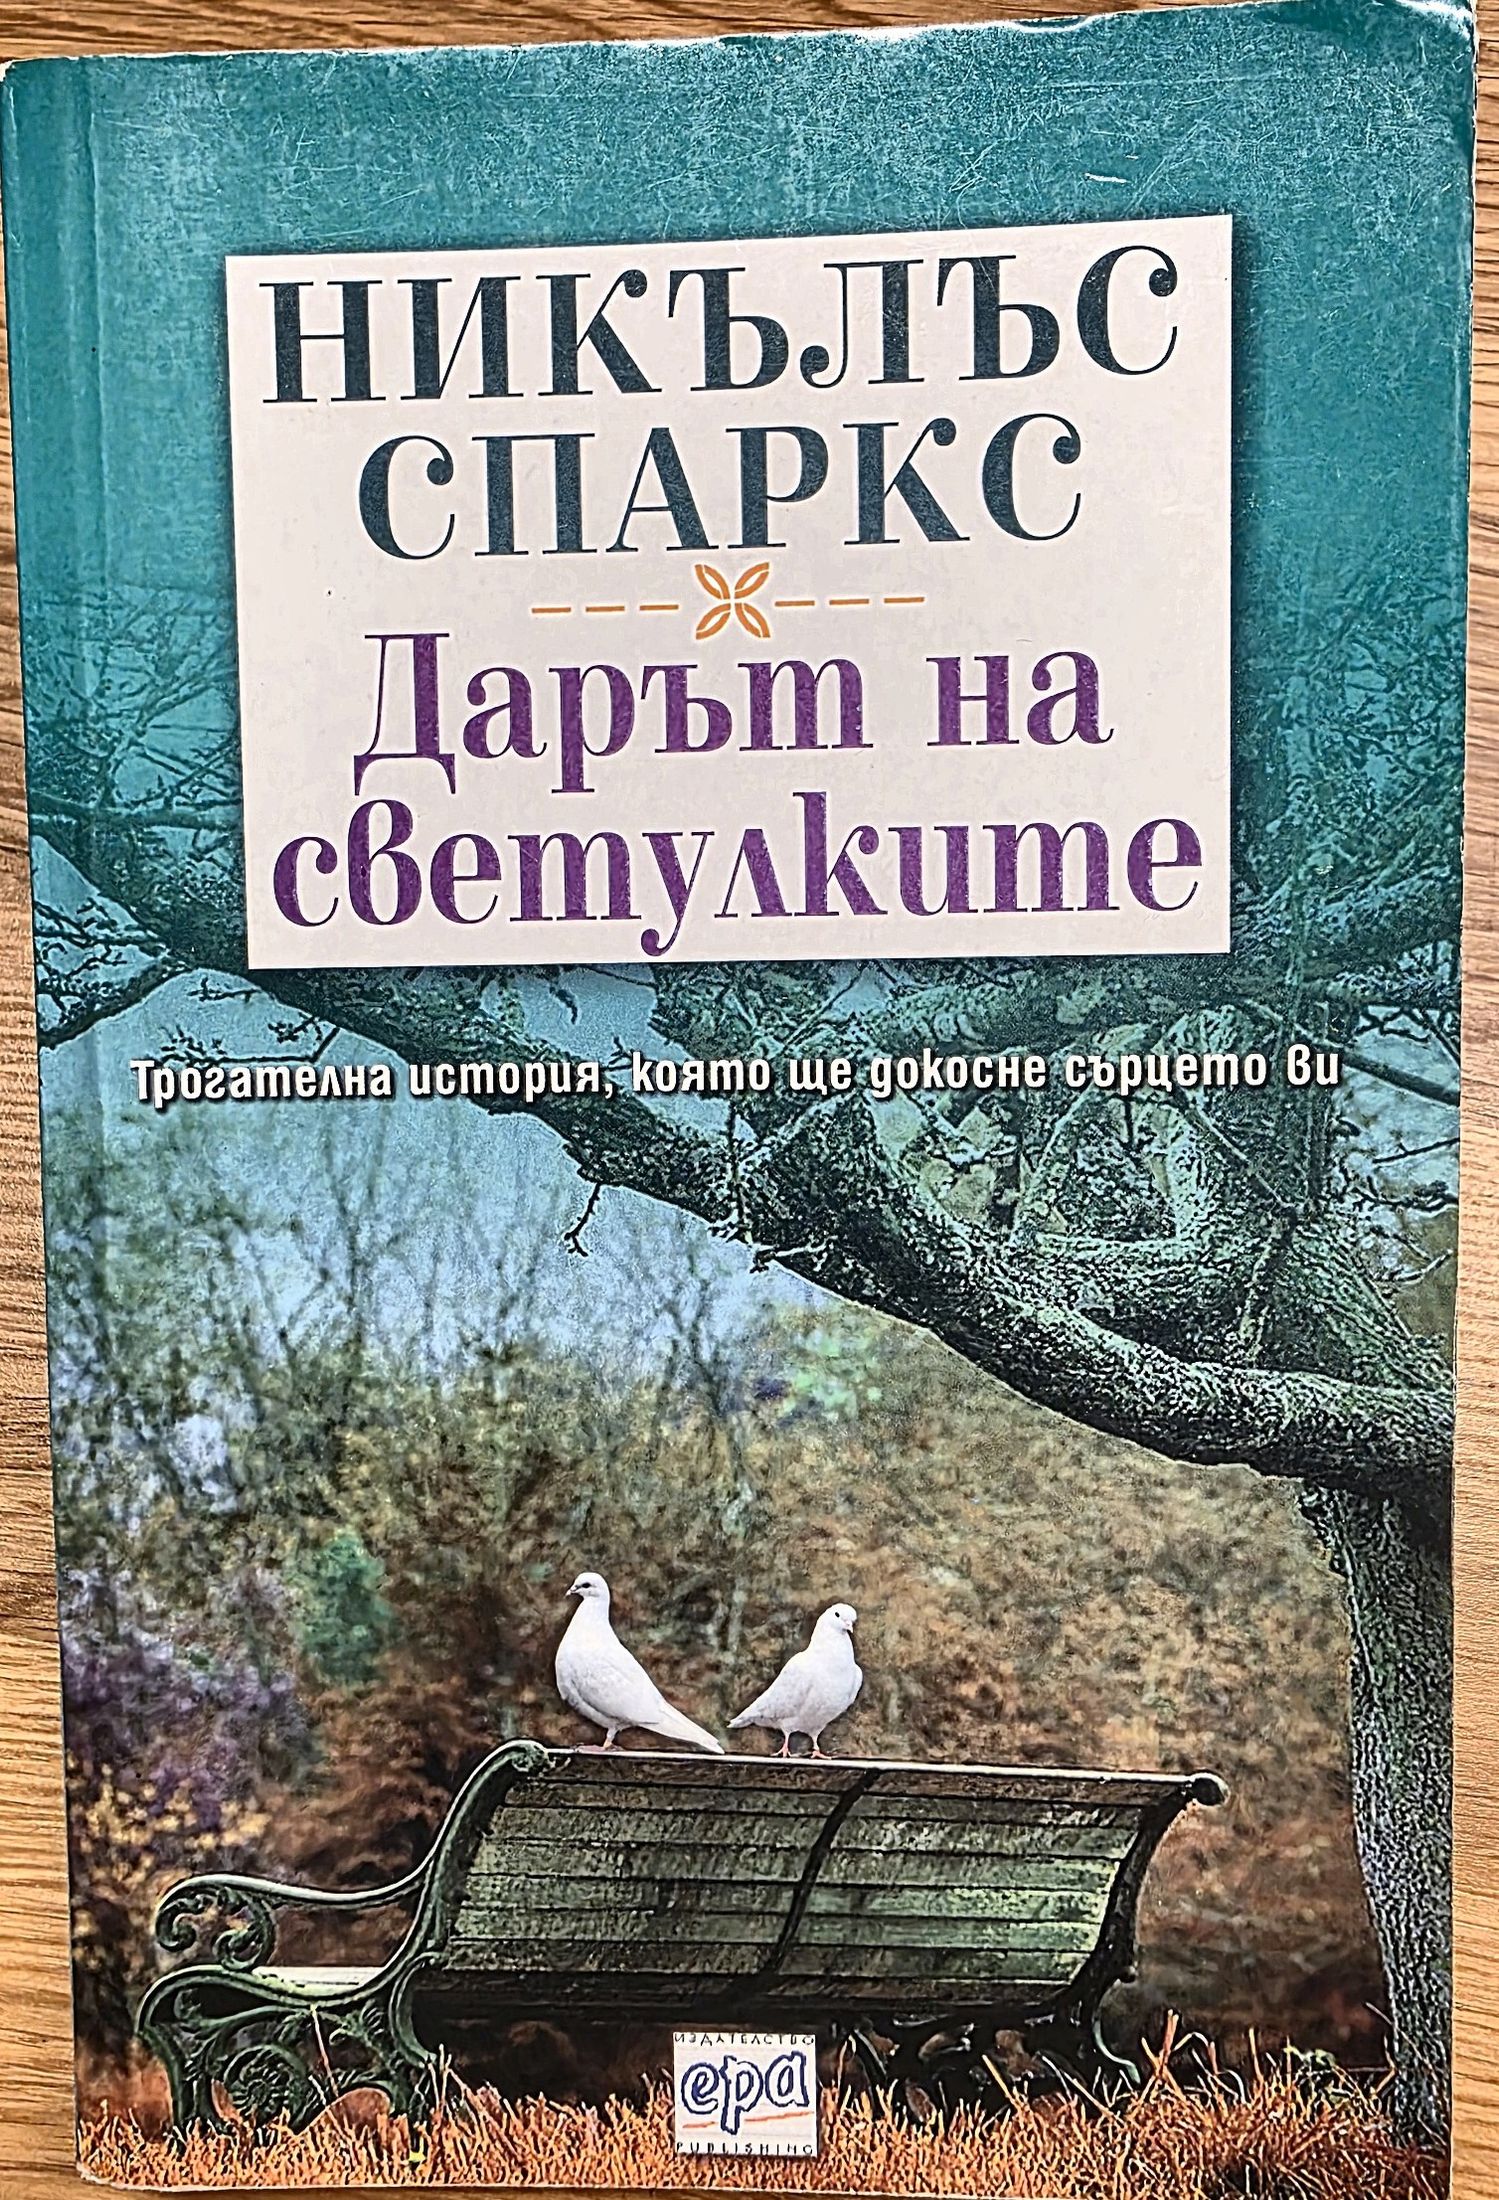 НИКЪЛЪС
СПАРКС
Дарът на
светулките
Трогателна история, която ще докосне сърцето ви
ИЗДАТЕЛСТВО
ера
PUBLISHING